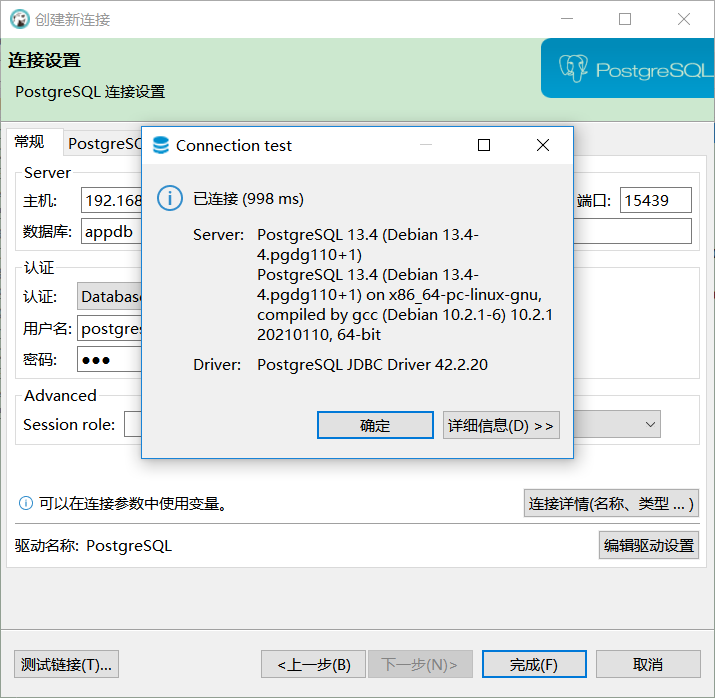 创建新连接
连接设置
PostgreSQL 连接设置
PostgreSQL
常规
Server
主机:
192.168
端口:
15439
数据库:
appdb
认证
认证:
用户名:
postgres
密码:
●●●
Advanced
Session role:
Connection test
已连接 (998 ms)
Server:
PostgreSQL 13.4 (Debian 13.4-
4.pgdg110+1)
PostgreSQL 13.4 (Debian 13.4-
4.pgdg110+1) on x86_64-pc-linux-gnu,
compiled by gcc (Debian 10.2.1-6) 10.2.1
20210110, 64-bit
Driver:
PostgreSQL JDBC Driver 42.2.20
确定
详细信息(D) >>
可以在连接参数中使用变量。
连接详情(名称、类型 ... )
驱动名称: PostgreSQL
编辑驱动设置
测试链接(T)...
<上一步(B)
下一步(N)>
完成(F)
取消